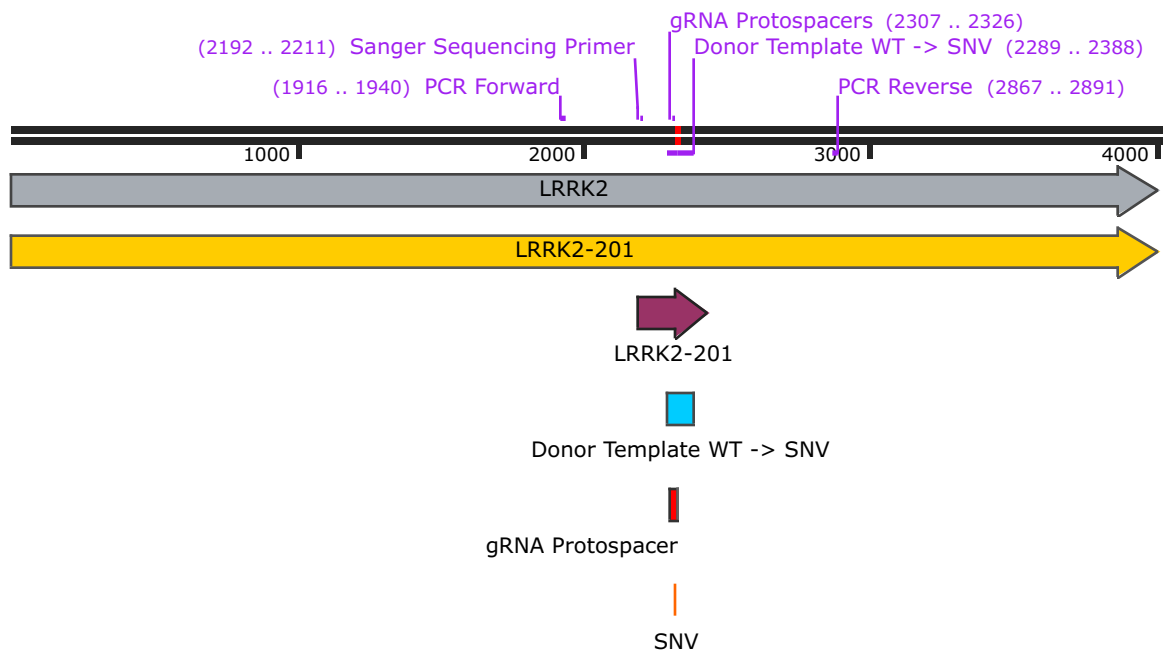 gRNA Protospacers (2307 .. 2326)
(2192 .. 2211) Sanger Sequencing Primer
Donor Template WT -> SNV (2289 .. 2388)
(1916 .. 1940) PCR Forward
PCR Reverse (2867 .. 2891)
1000
2000
3000
4000
LRRK2
LRRK2-201
LRRK2-201
Donor Template WT -> SNV
gRNA Protospacer
SNV